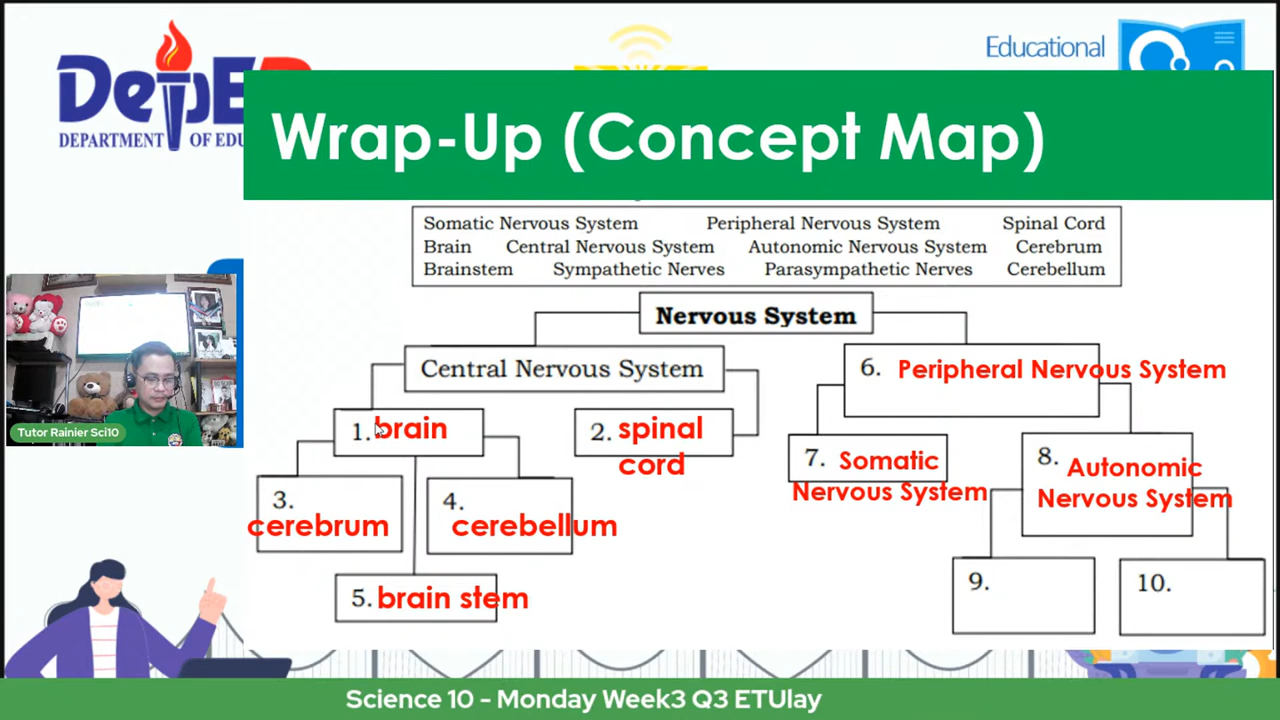 DepED
DEPARTMENT OF EDU
Educational
Wrap-Up (Concept Map)
Somatic Nervous System Peripheral Nervous System Spinal Cord
Brain Central Nervous System Autonomic Nervous System Cerebrum
Brainstem Sympathetic Nerves Parasympathetic Nerves Cerebellum
Nervous System
Central Nervous System
6. Peripheral Nervous System
1. brain
2. spinal
cord
7. Somatic
Nervous System
8. Autonomic
Nervous System
3.
cerebrum
4.
cerebellum
5. brain stem
9.
10.
Tutor Rainier Sci10
Science 10 - Monday Week3 Q3 ETUlay